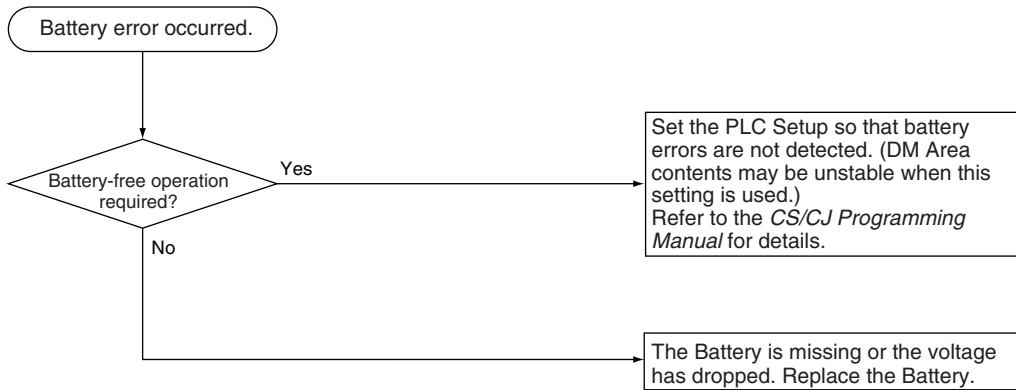 Battery error occurred.
Battery-free operation
required?
Yes
No
Set the PLC Setup so that battery
errors are not detected. (DM Area
contents may be unstable when this
setting is used.)
Refer to the CS/CJ Programming
Manual for details.
The Battery is missing or the voltage
has dropped. Replace the Battery.